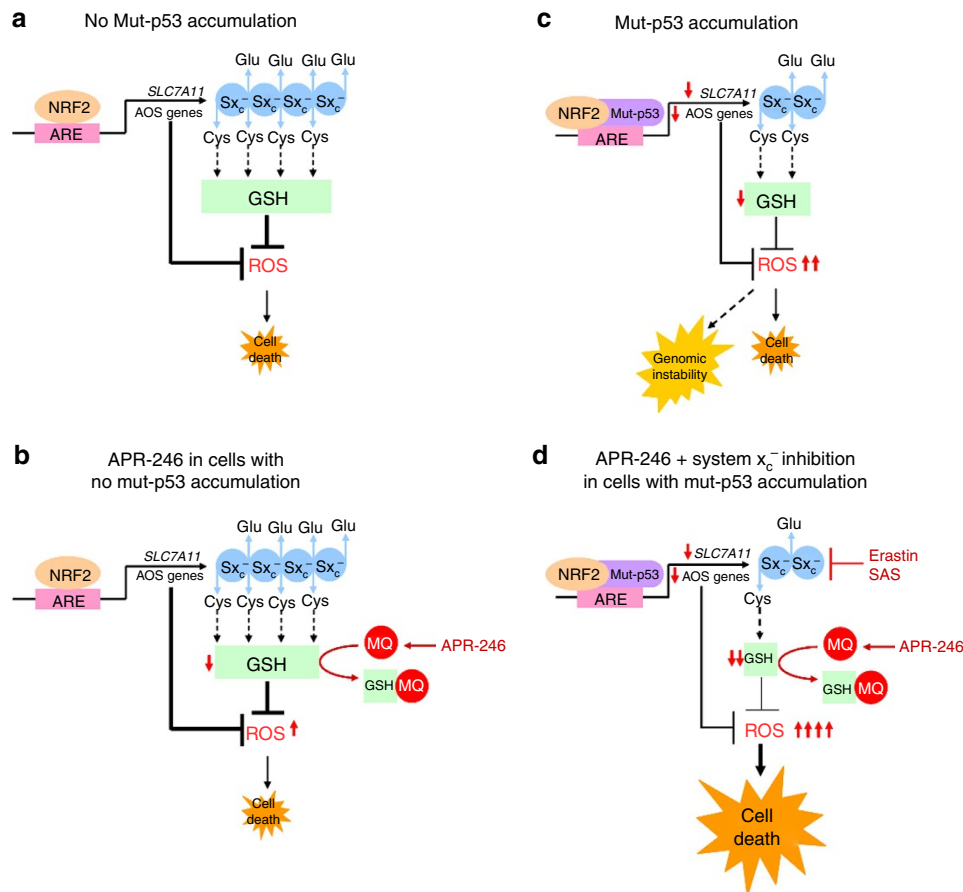 a
No Mut-p53 accumulation
Glu Glu Glu Glu
SLC7A11
NRF2
AOS genes
Sxc− Sxc− Sxc− Sxc−
ARE
Cys Cys Cys Cys
GSH
ROS
Cell
death
b
APR-246 in cells with
no mut-p53 accumulation
Glu Glu Glu Glu
SLC7A11
NRF2
AOS genes
Sxc− Sxc− Sxc− Sxc−
ARE
Cys Cys Cys Cys
GSH
MQ
APR-246
GSH MQ
ROS
Cell
death
c
Mut-p53 accumulation
Glu Glu
SLC7A11
NRF2 Mut-p53
AOS genes
Sxc− Sxc−
ARE
Cys Cys
GSH
ROS
Genomic
instability
Cell
death
d
APR-246 + system xc− inhibition
in cells with mut-p53 accumulation
Glu
SLC7A11
NRF2 Mut-p53
AOS genes
Sxc− Sxc−
Erastin
SAS
ARE
Cys
GSH
MQ
APR-246
GSH MQ
ROS
Cell
death